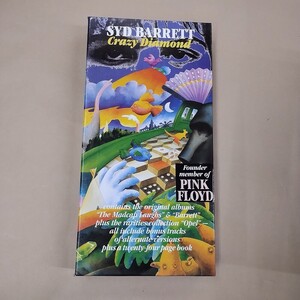 SYD BARRETT
Crazy Diamond
Founder
member of
PINK
FLOYD
Contains the original albums
"The Madcap Laughs" & "Barrett"
plus the rarities collection "Opel"
all include bonus tracks
of alternate versions
plus a twenty-four page book